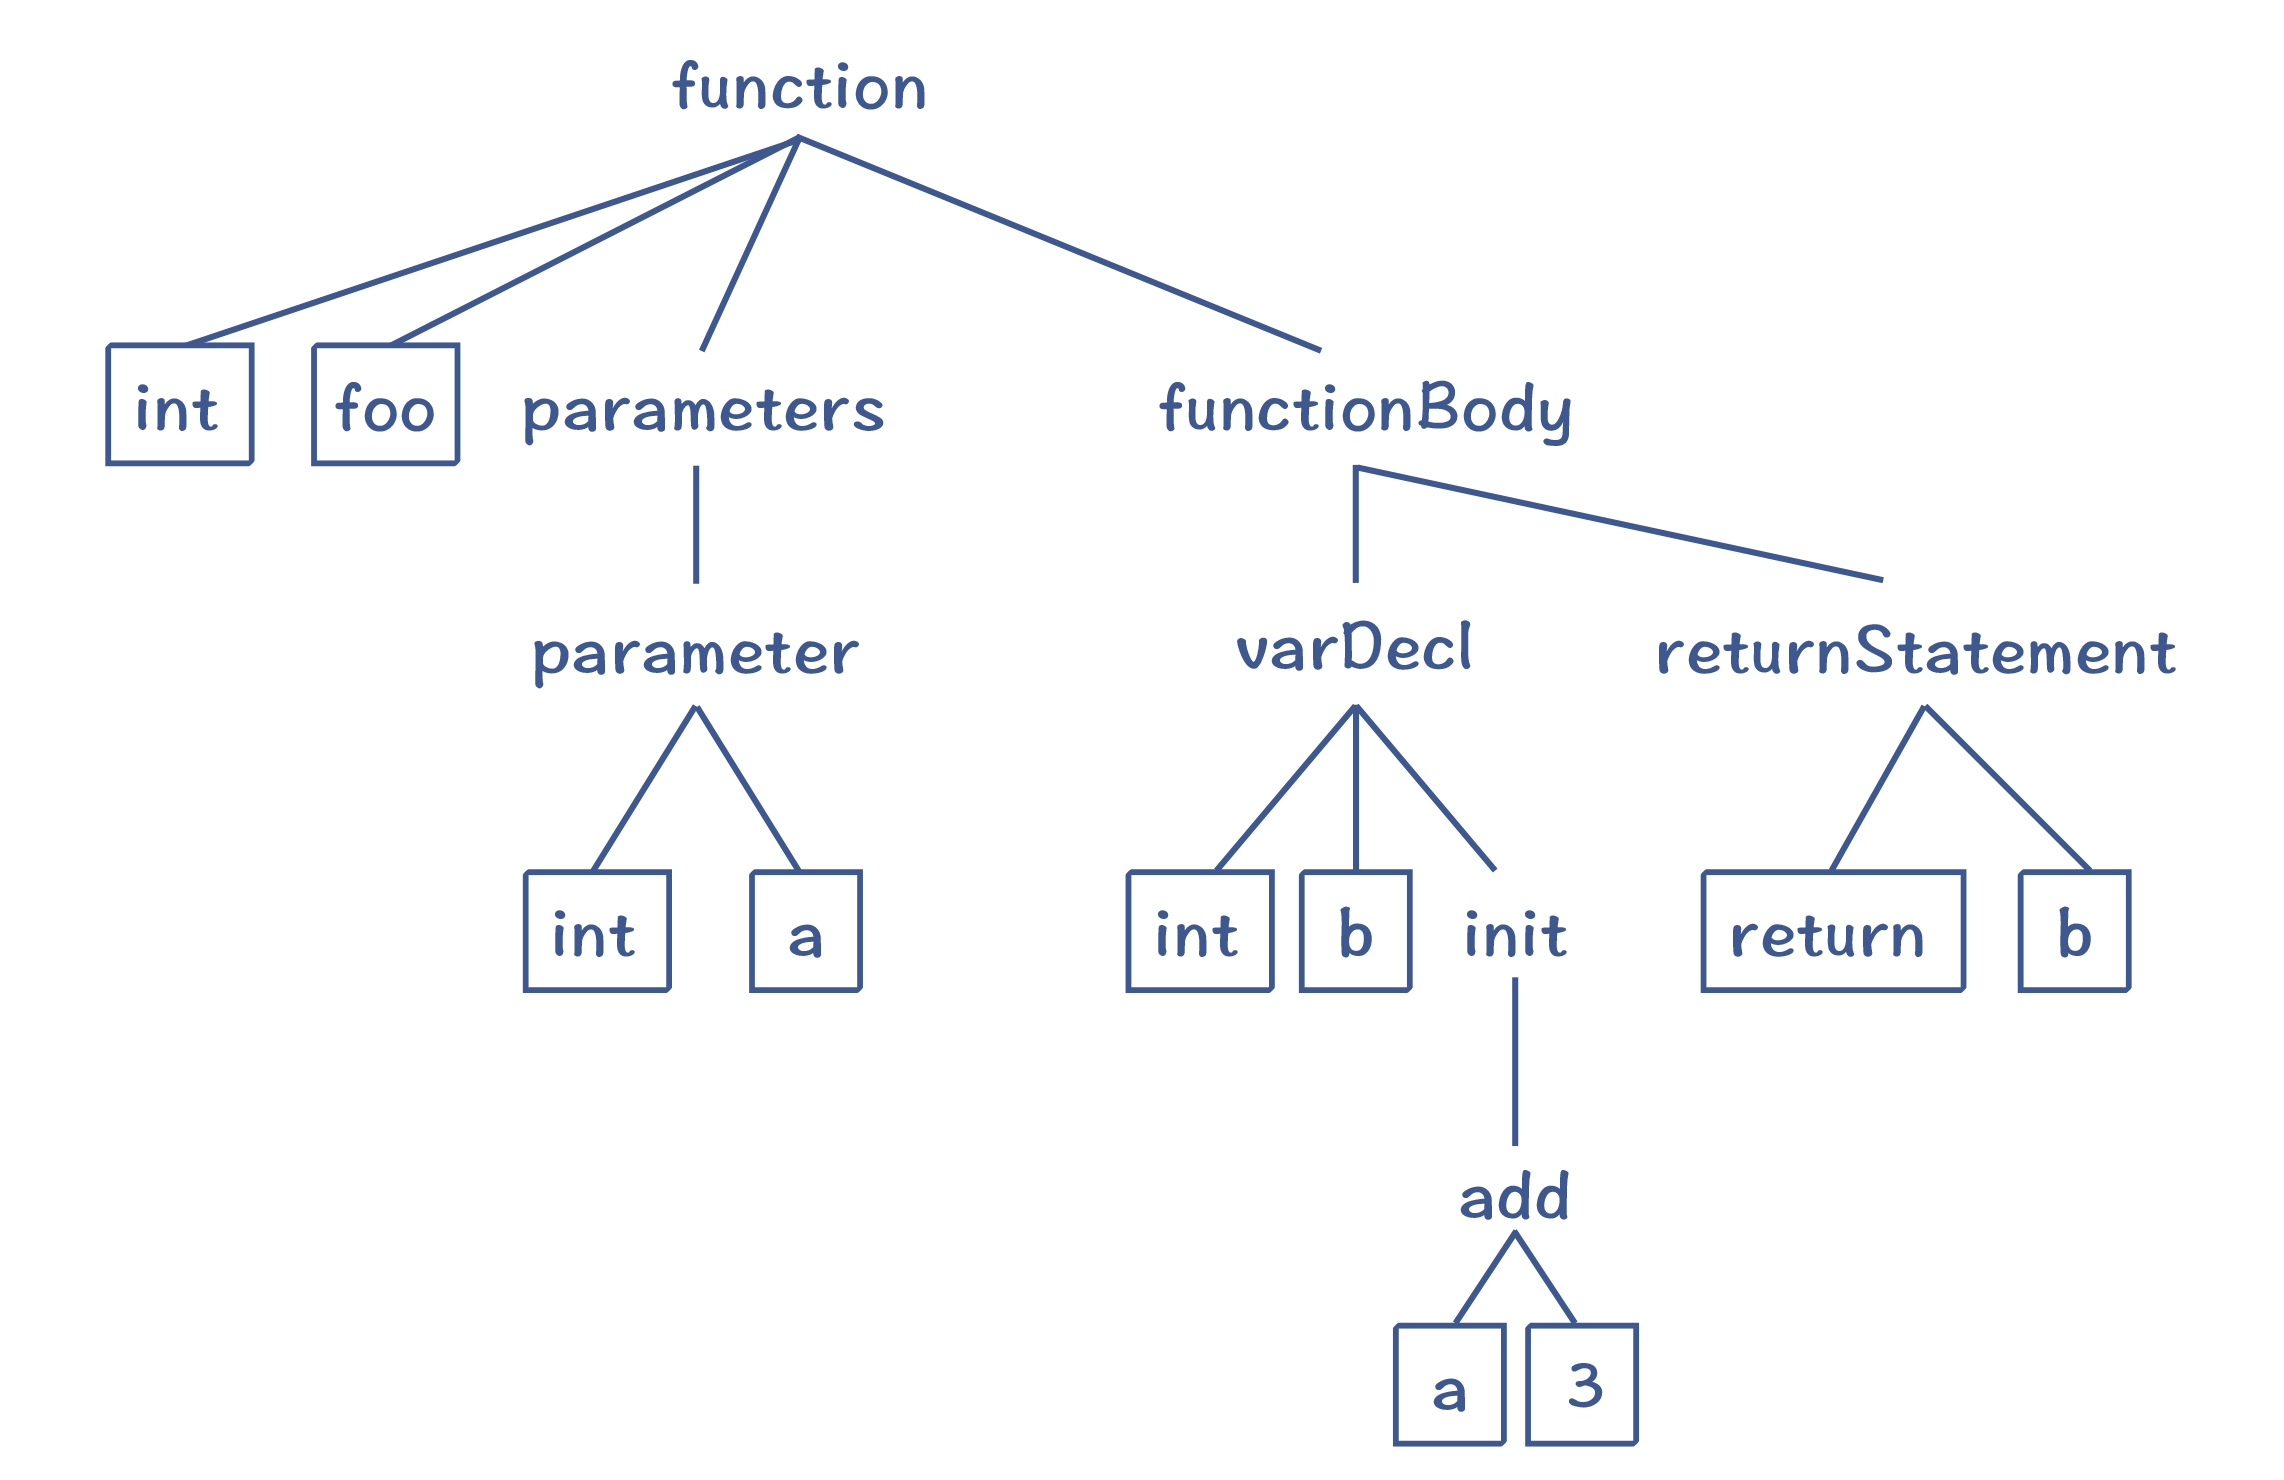 function
int foo parameters functionBody
parameter varDecl returnStatement
int a int b init return b
add
a 3